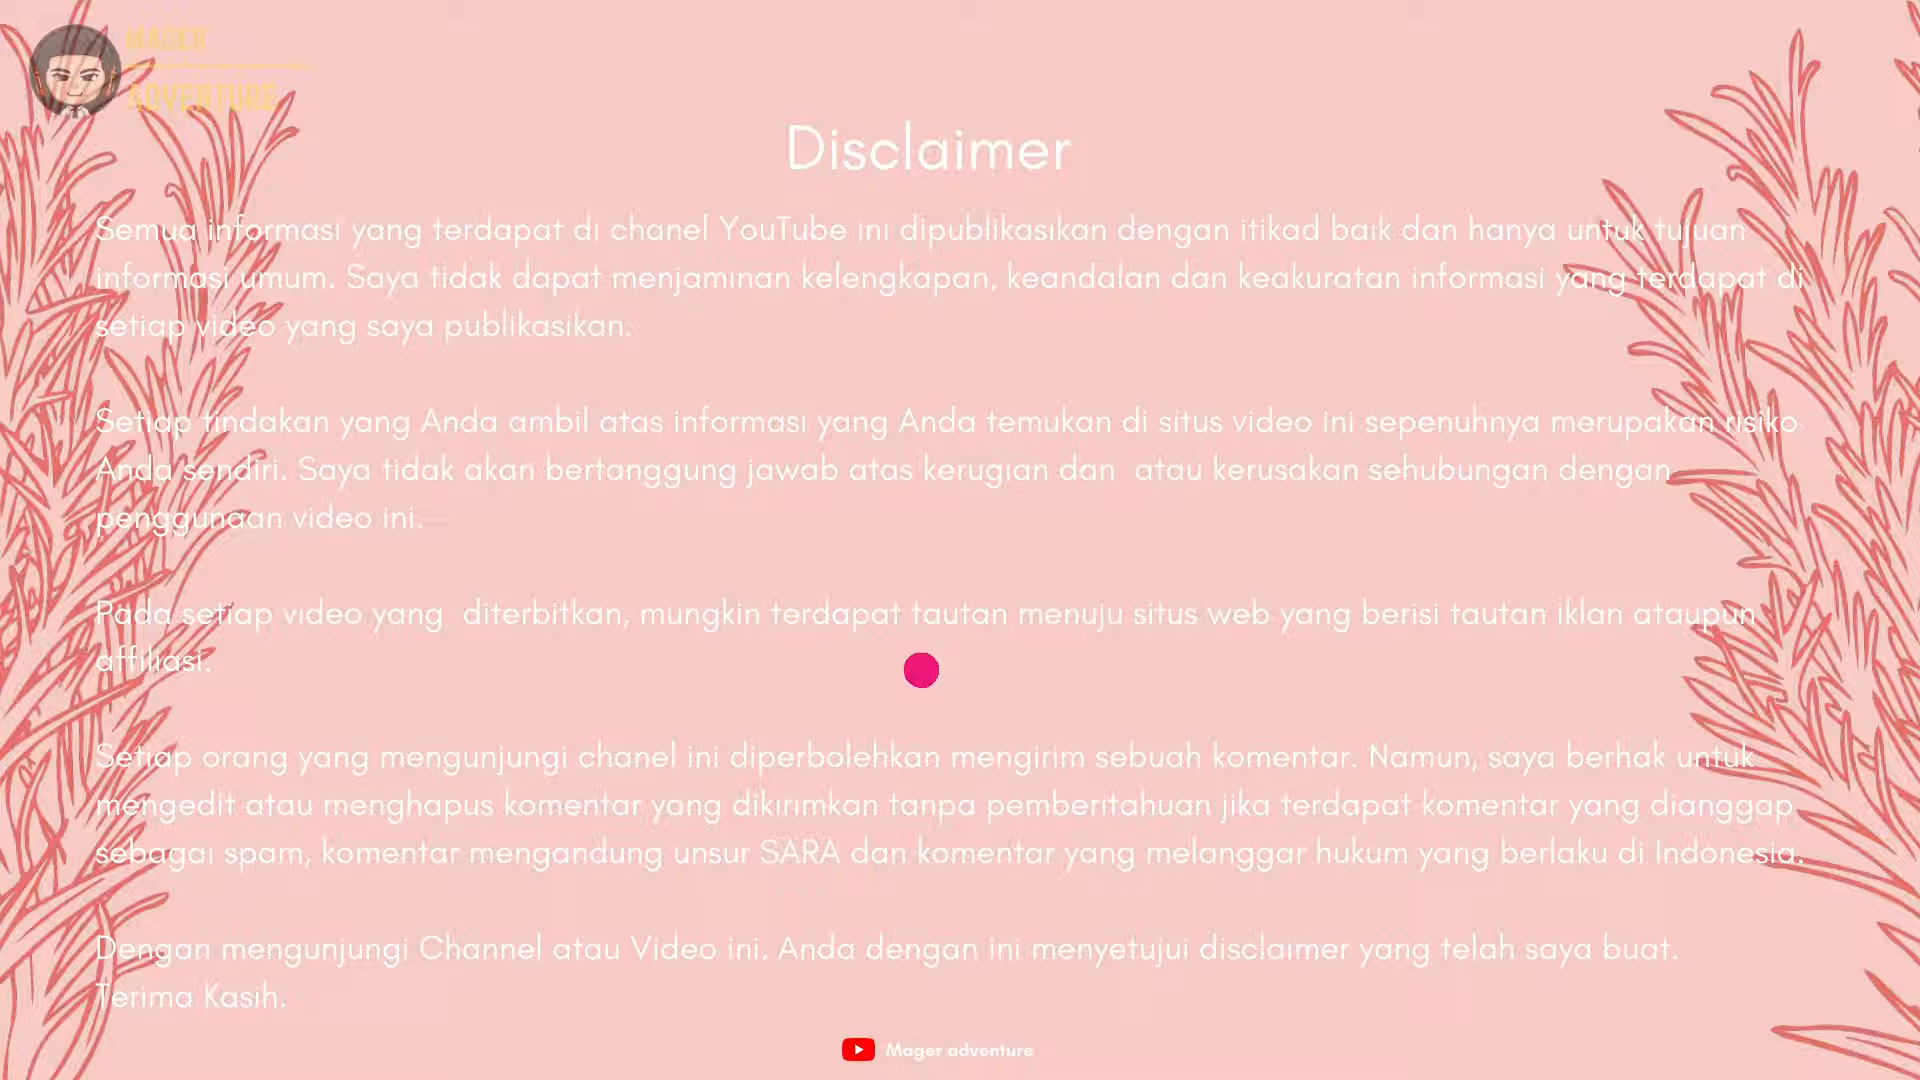 MAGER
ADVENTURE
Disclaimer
Semua informasi yang terdapat di chanel YouTube ini dipublikasikan dengan itikad baik dan hanya untuk tujuan
informasi umum. Saya tidak dapat menjaminan kelengkapan, keandalan dan keakuratan informasi yang terdapat di
setiap video yang saya publikasikan.
Setiap tindakan yang Anda ambil atas informasi yang Anda temukan di situs video ini sepenuhnya merupakan risiko
Anda sendiri. Saya tidak akan bertanggung jawab atas kerugian dan  atau kerusakan sehubungan dengan
penggunaan video ini.
Pada setiap video yang  diterbitkan, mungkin terdapat tautan menuju situs web yang berisi tautan iklan ataupun
affiliasi.
Setiap orang yang mengunjungi chanel ini diperbolehkan mengirim sebuah komentar. Namun, saya berhak untuk
mengedit atau menghapus komentar yang dikirimkan tanpa pemberitahuan jika terdapat komentar yang dianggap
sebagai spam, komentar mengandung unsur SARA dan komentar yang melanggar hukum yang berlaku di Indonesia.
Dengan mengunjungi Channel atau Video ini. Anda dengan ini menyetujui disclaimer yang telah saya buat.
Terima Kasih.
Mager adventure